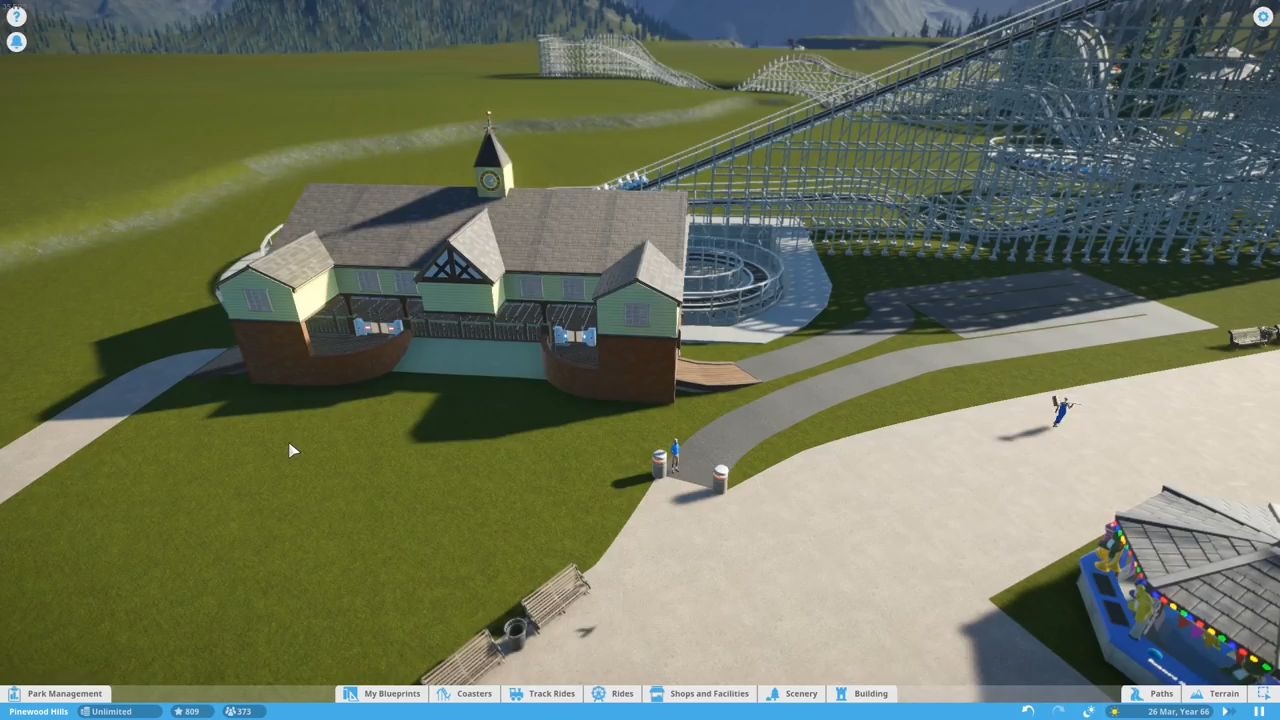 Park Management
My Blueprints
Coasters
Track Rides
Rides
Shops and Facilities
Scenery
Building
Paths
Terrain
Pinewood Hills
Unlimited
809
373
26 Mar, Year 66